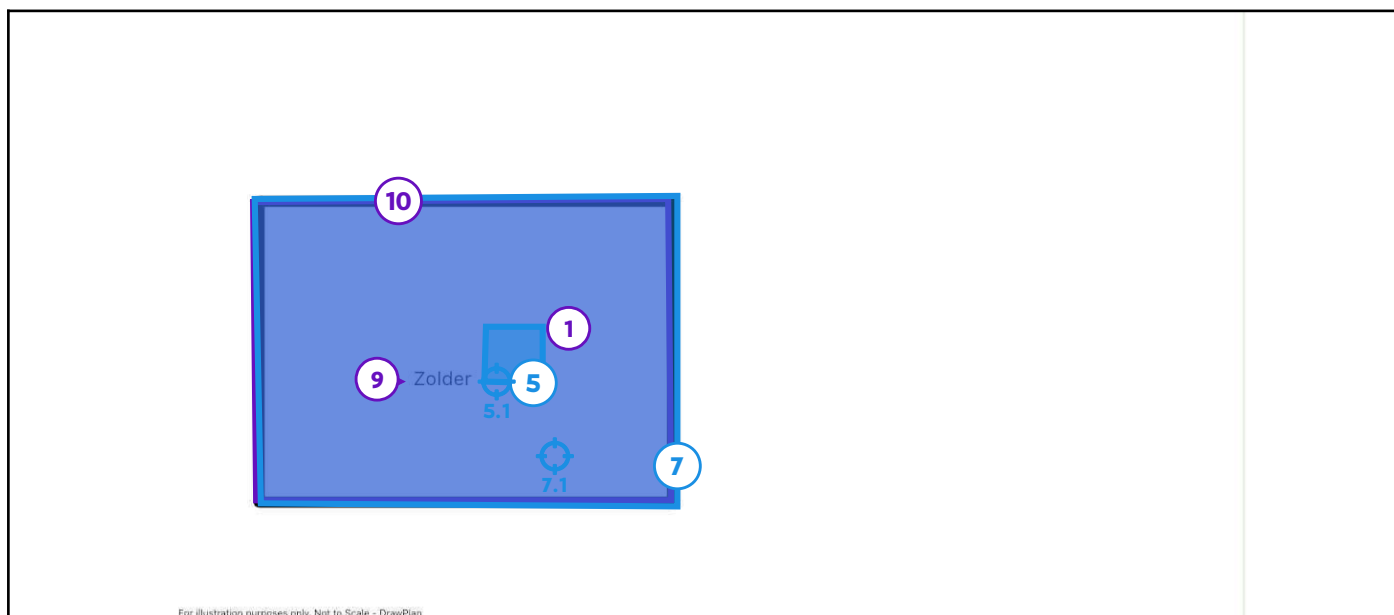 10
1
9 Zolder 5
5.1
7
7.1
For illustration purposes only. Not to Scale - DrawPlan